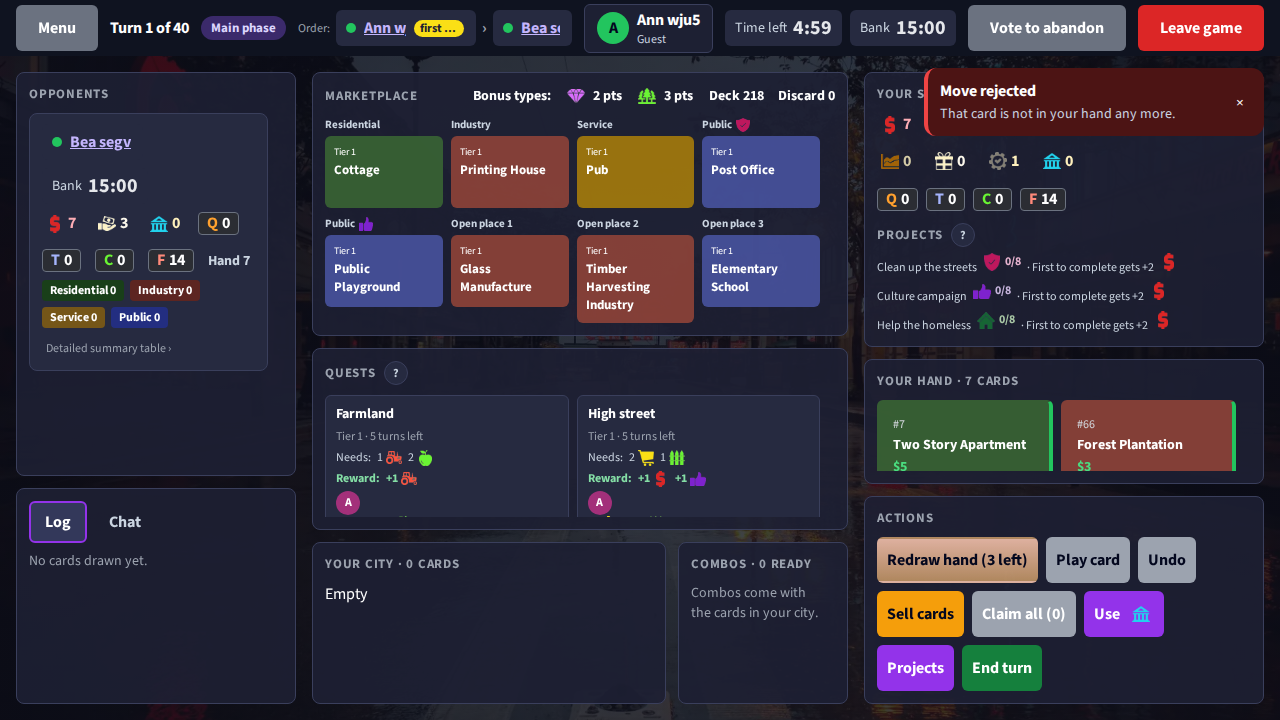 Menu
Turn 1 of 40
Main phase
Order:
Ann w
first ...
›
Bea se
A
Ann wju5
Guest
Time left 4:59
Bank 15:00
Vote to abandon
Leave game
OPPONENTS
Bea segv
Bank 15:00
7
3
0
Q 0
T 0
C 0
F 14
Hand 7
Residential 0
Industry 0
Service 0
Public 0
Detailed summary table ›
Log
Chat
No cards drawn yet.
MARKETPLACE
Bonus types:
2 pts
3 pts
Deck 218
Discard 0
Residential
Industry
Service
Public
Tier 1
Cottage
Tier 1
Printing House
Tier 1
Pub
Tier 1
Post Office
Public
Open place 1
Open place 2
Open place 3
Tier 1
Public
Playground
Tier 1
Glass
Manufacture
Tier 1
Timber
Harvesting
Industry
Tier 1
Elementary
School
QUESTS
?
Farmland
Tier 1 · 5 turns left
Needs: 1 2
Reward: +1
A
High street
Tier 1 · 5 turns left
Needs: 2 1
Reward: +1 +1
A
YOUR CITY · 0 CARDS
Empty
COMBOS · 0 READY
Combos come with
the cards in your city.
YOUR S
Move rejected
That card is not in your hand any more.
×
7
0
0
1
0
Q 0
T 0
C 0
F 14
PROJECTS
?
Clean up the streets 0/8 · First to complete gets +2
Culture campaign 0/8 · First to complete gets +2
Help the homeless 0/8 · First to complete gets +2
YOUR HAND · 7 CARDS
#7
Two Story Apartment
$5
#66
Forest Plantation
$3
ACTIONS
Redraw hand (3 left)
Play card
Undo
Sell cards
Claim all (0)
Use
Projects
End turn